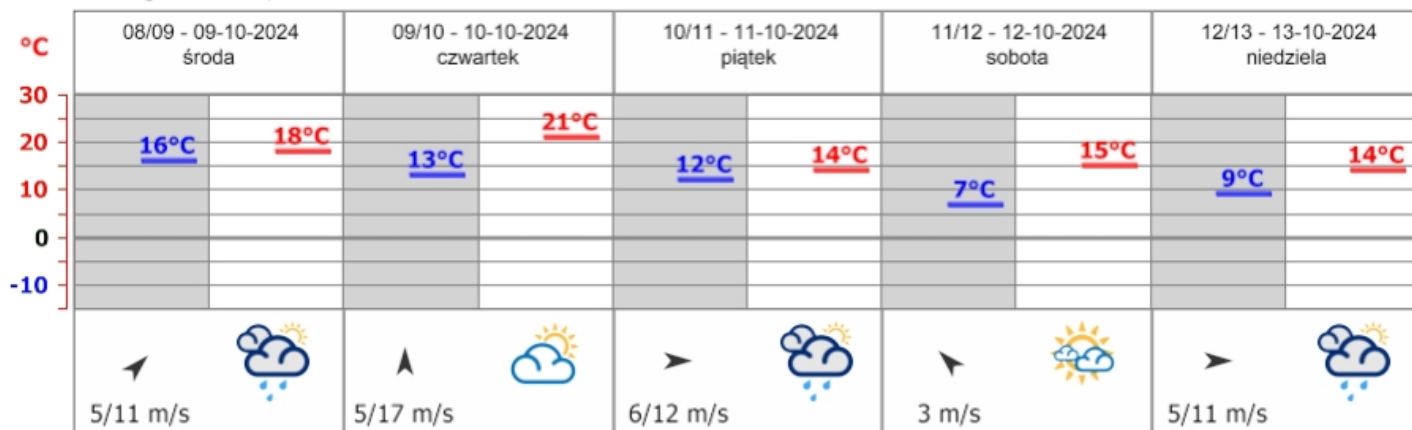 08/09 - 09-10-2024
środa
09/10 - 10-10-2024
czwartek
10/11 - 11-10-2024
piątek
11/12 - 12-10-2024
sobota
12/13 - 13-10-2024
niedziela
°C
30
20
10
0
-10
16°C 18°C
13°C 21°C
12°C 14°C
7°C 15°C
9°C 14°C
5/11 m/s
5/17 m/s
6/12 m/s
3 m/s
5/11 m/s